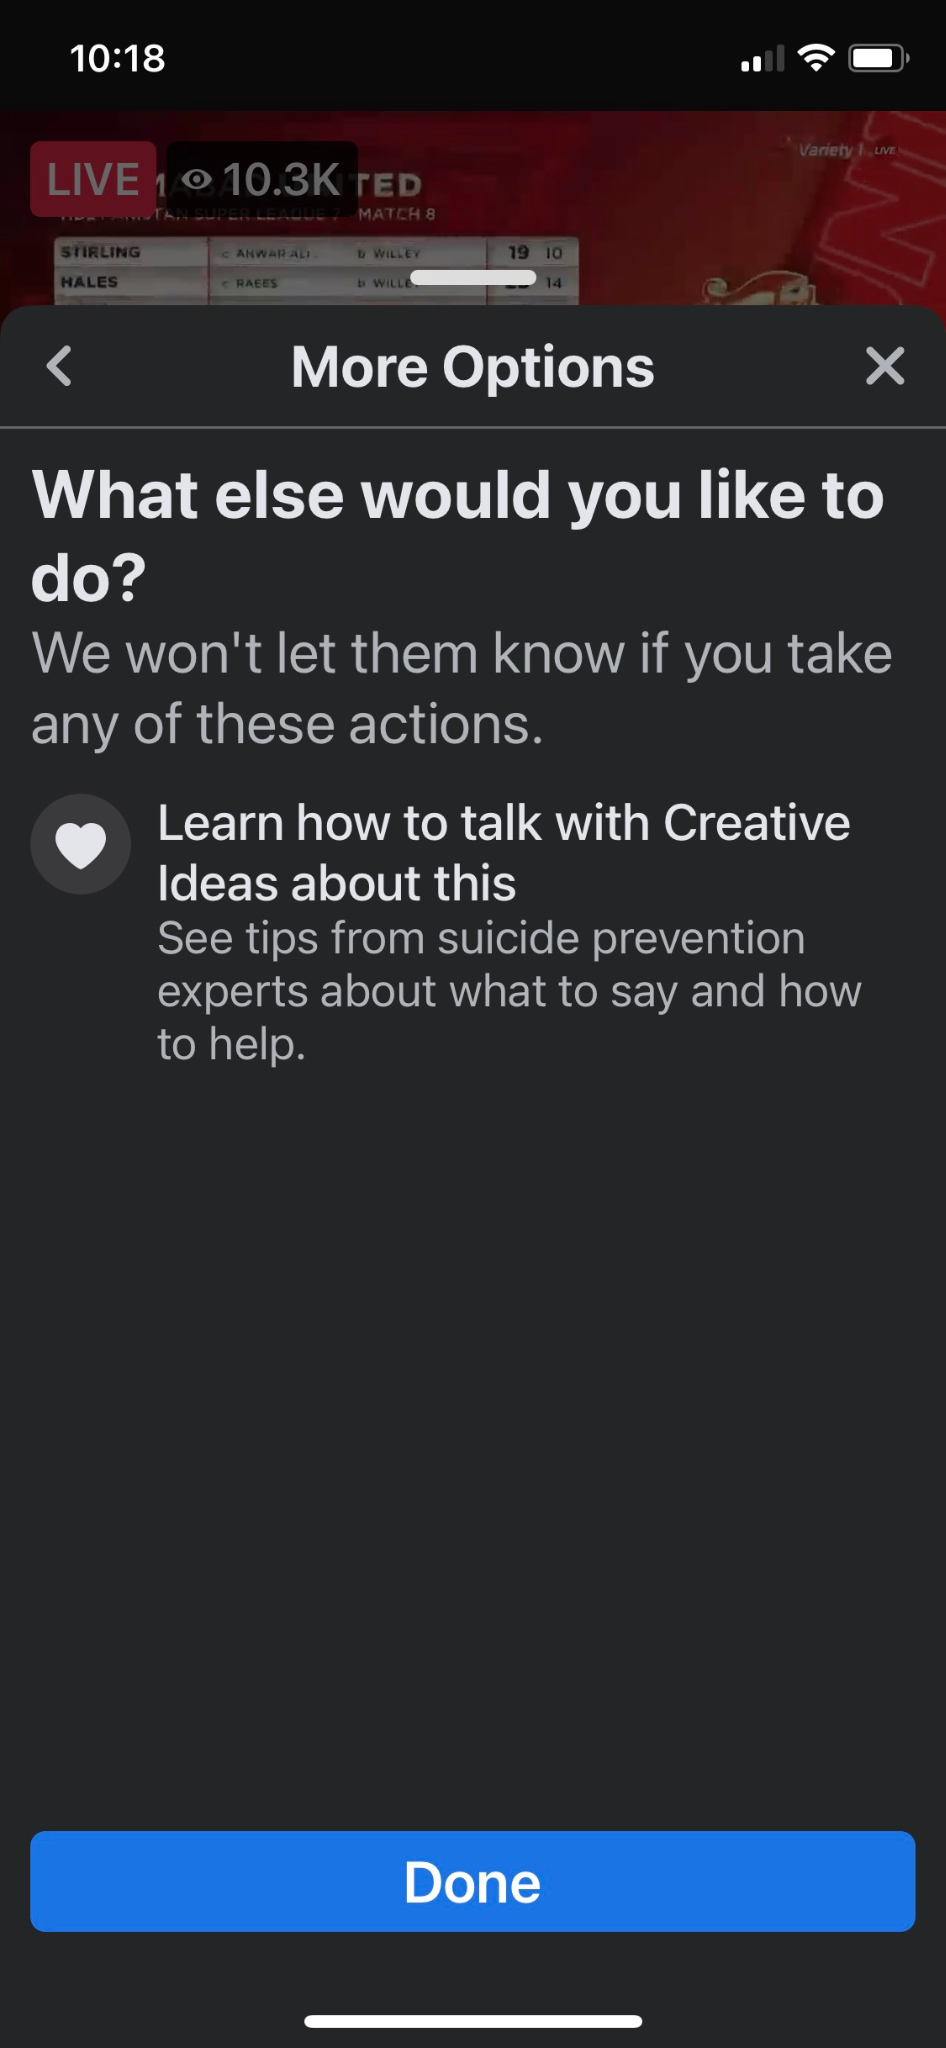 10:18
LIVE 10.3K TED
SUPER LEAGUE 7 MATCH 8
Variety LIVE
STIRLING c ANWAR ALI b WILLEY 19 10
HALES c RAEES b WILLE 14
More Options
What else would you like to
do?
We won't let them know if you take
any of these actions.
Learn how to talk with Creative
Ideas about this
See tips from suicide prevention
experts about what to say and how
to help.
Done